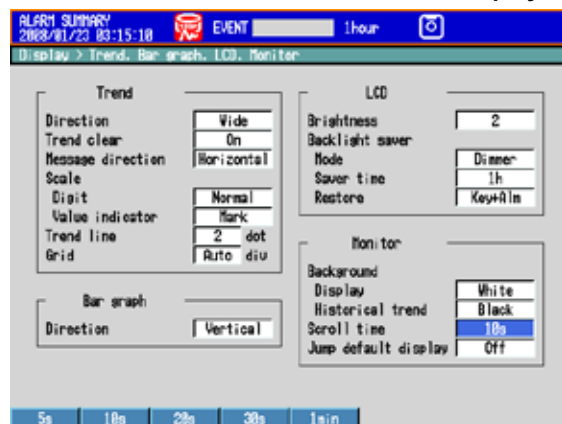 ALARM SUMMARY
2008/01/23 03:15:10 EVENT 1hour
Display > Trend, Bar graph, LCD, Monitor
Trend
Direction Wide
Trend clear On
Message direction Horizontal
Scale
Digit Normal
Value indicator Mark
Trend line 2 dot
Grid Auto div
Bar graph
Direction Vertical
LCD
Brightness 2
Backlight saver
Mode Dimmer
Saver time 1h
Restore Key+Alm
Monitor
Background
Display White
Historical trend Black
Scroll time 10s
Jump default display Off
5s 10s 20s 30s 1min